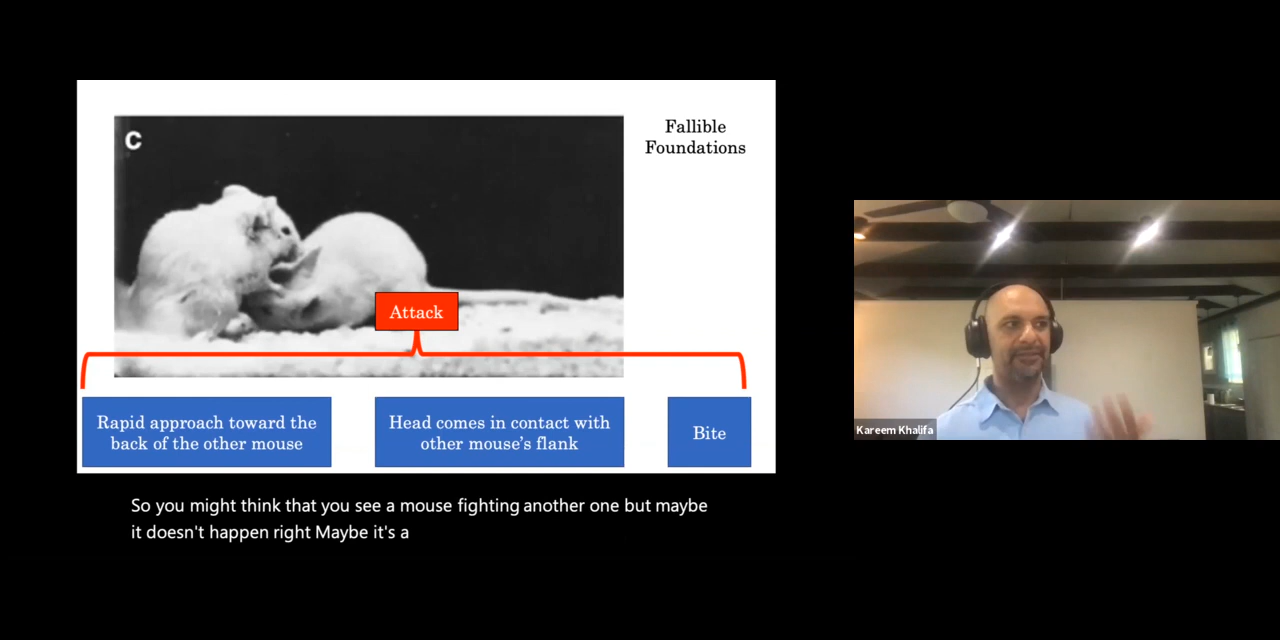 C
Fallible
Foundations
Attack
Rapid approach toward the
back of the other mouse
Head comes in contact with
other mouse’s flank
Bite
Kareem Khalifa
So you might think that you see a mouse fighting another one but maybe
it doesn't happen right Maybe it's a